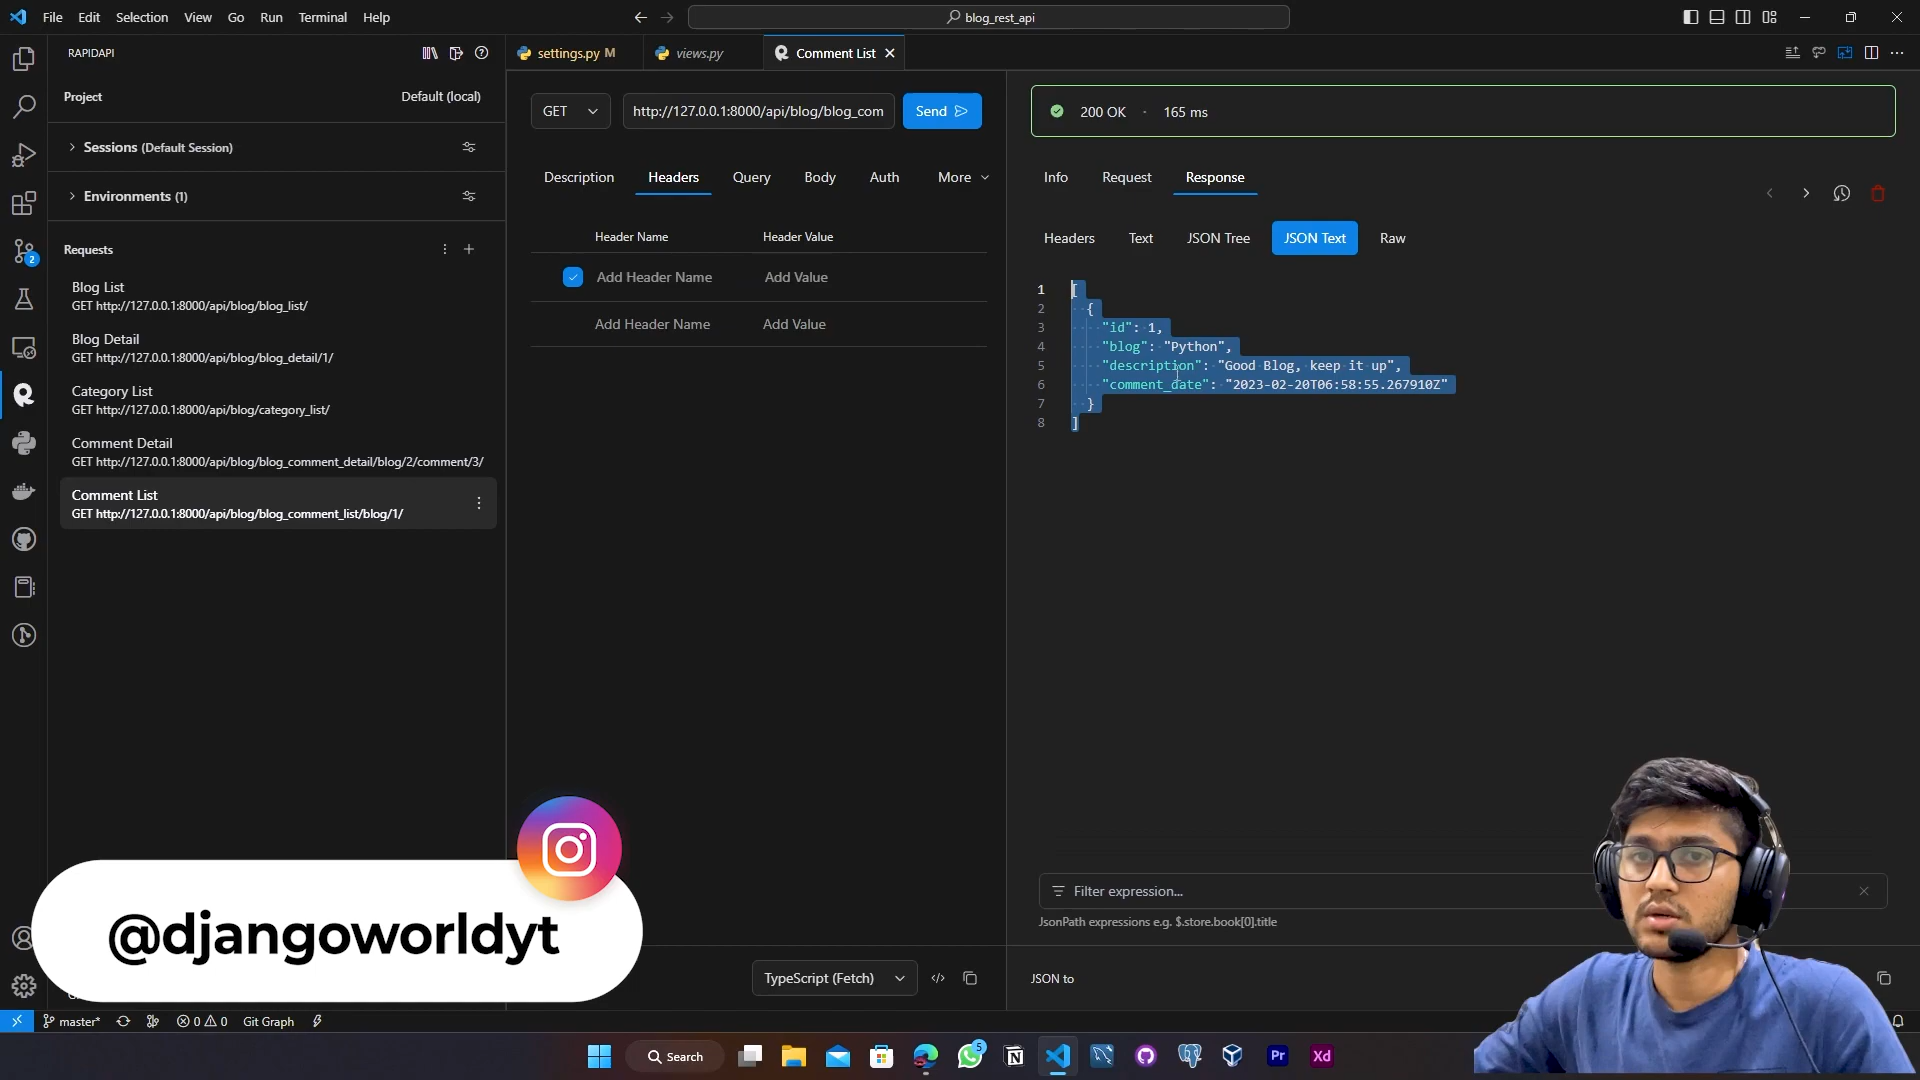 File Edit Selection View Go Run Terminal Help
blog_rest_api
RAPIDAPI
Project
Default (local)
Sessions (Default Session)
Environments (1)
Requests
Blog List
GET http://127.0.0.1:8000/api/blog/blog_list/
Blog Detail
GET http://127.0.0.1:8000/api/blog/blog_detail/1/
Category List
GET http://127.0.0.1:8000/api/blog/category_list/
Comment Detail
GET http://127.0.0.1:8000/api/blog/blog_comment_detail/blog/2/comment/3/
Comment List
GET http://127.0.0.1:8000/api/blog/blog_comment_list/blog/1/
2
settings.py M
views.py
Comment List
GET
http://127.0.0.1:8000/api/blog/blog_com
Send
Description Headers Query Body Auth More
Header Name Header Value
Add Header Name Add Value
Add Header Name Add Value
200 OK · 165 ms
Info Request Response
Headers Text JSON Tree JSON Text Raw
1 [
2 {
3 "id": 1,
4 "blog": "Python",
5 "description": "Good Blog, keep it up",
6 "comment_date": "2023-02-20T06:58:55.267910Z"
7 }
8 ]
Filter expression...
JsonPath expressions e.g. $.store.book[0].title
TypeScript (Fetch)
JSON to
@djangoworldyt
master* 0 0 Git Graph
Search
5
Pr
Xd